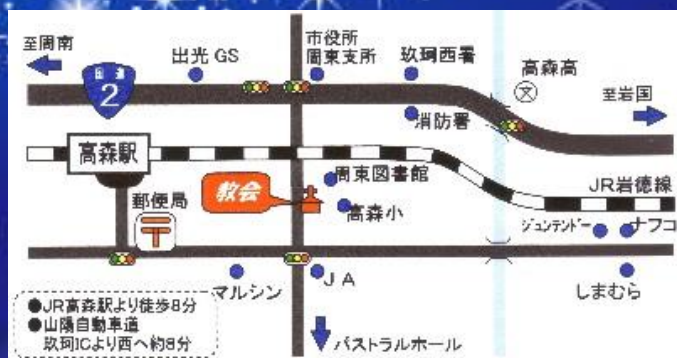 至周南
出光 GS
市役所
周東支所
玖珂西署
高森高
文
至岩国
国道
2
消防署
高森駅
周東図書館
JR岩徳線
教会
郵便局
高森小
ジュンテンドー
ナフコ
マルシン
JA
しまむら
●JR高森駅より徒歩8分
●山陽自動車道
玖珂ICより西へ約8分
パストラルホール